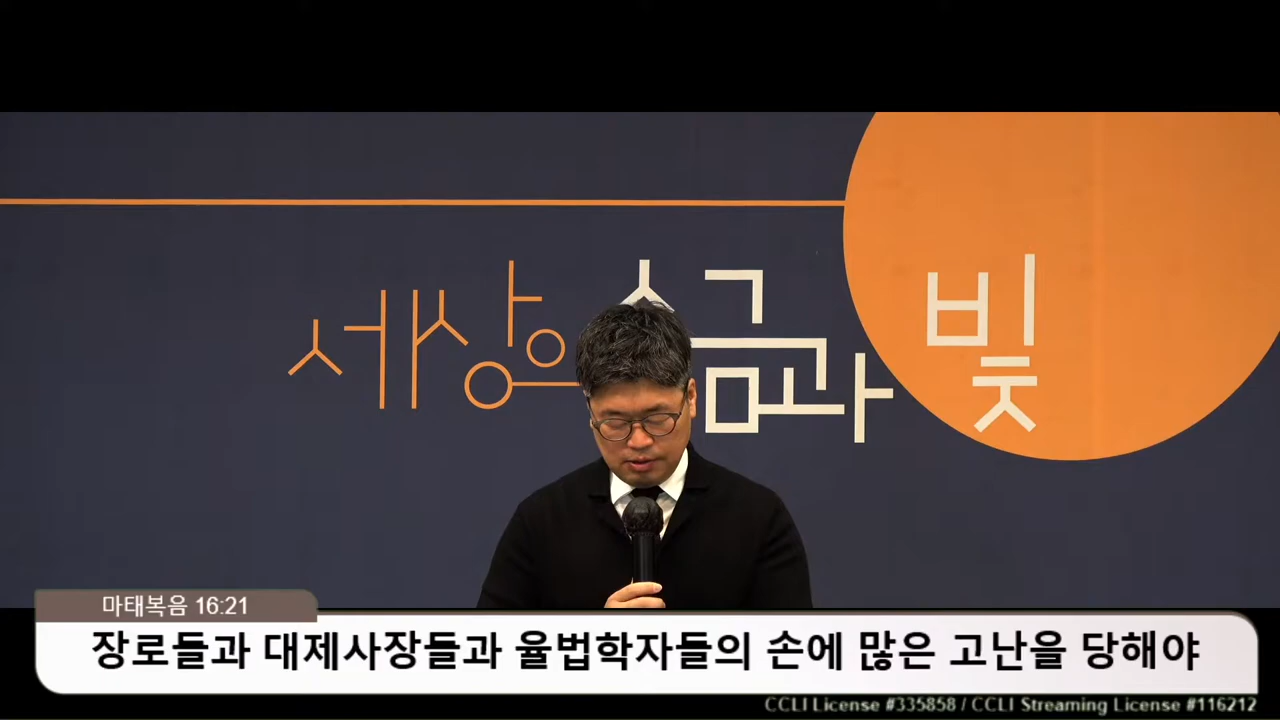 세상의 소금과 빛
마태복음 16:21
장로들과 대제사장들과 율법학자들의 손에 많은 고난을 당해야
CCLI License #335858 / CCLI Streaming License #116212